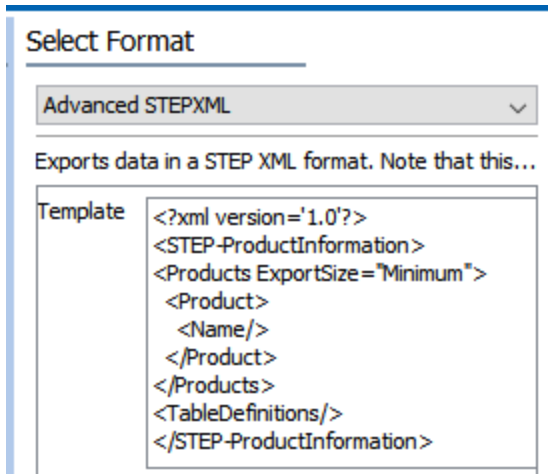 Select Format
Advanced STEPXML
Exports data in a STEP XML format. Note that this...
Template
<?xml version='1.0'?>
<STEP-ProductInformation>
<Products ExportSize="Minimum">
<Product>
<Name/>
</Product>
</Products>
<TableDefinitions/>
</STEP-ProductInformation>